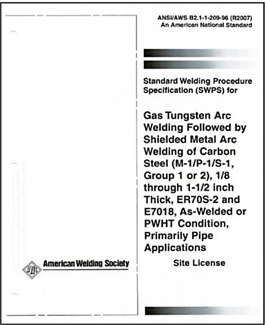 ANSI/AWS B2.1-1-209-96 (R2007)
An American National Standard
Standard Welding Procedure
Specification (SWPS) for
Gas Tungsten Arc
Welding Followed by
Shielded Metal Arc
Welding of Carbon
Steel (M-1/P-1/S-1,
Group 1 or 2), 1/8
through 1-1/2 inch
Thick, ER70S-2 and
E7018, As-Welded or
PWHT Condition,
Primarily Pipe
Applications
Site License
American Welding Society